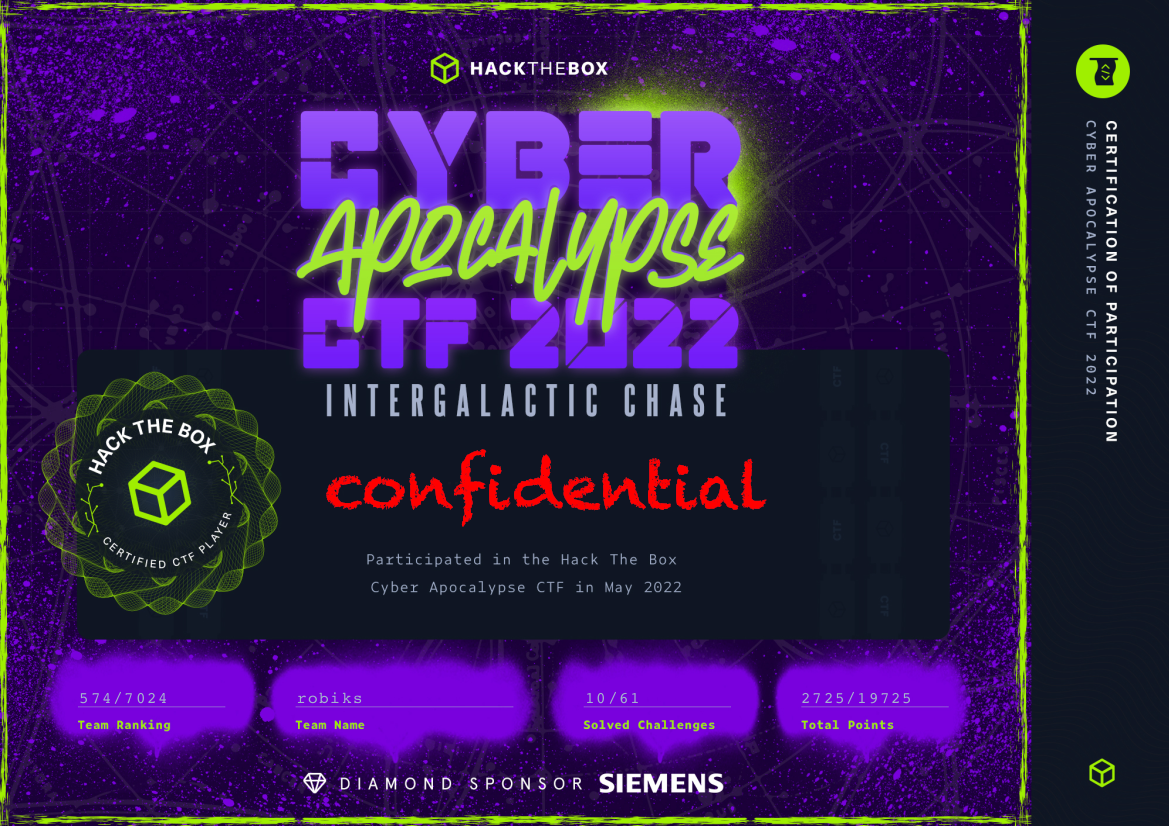 HACKTHEBOX
CYBER
APOCALYPSE
CTF 2022
INTERGALACTIC CHASE
HACK THE BOX
CERTIFIED CTF PLAYER
confidential
Participated in the Hack The Box
Cyber Apocalypse CTF in May 2022
574/7024
Team Ranking
robiks
Team Name
10/61
Solved Challenges
2725/19725
Total Points
DIAMOND SPONSOR SIEMENS
CERTIFICATION OF PARTICIPATION
CYBER APOCALYPSE CTF 2022